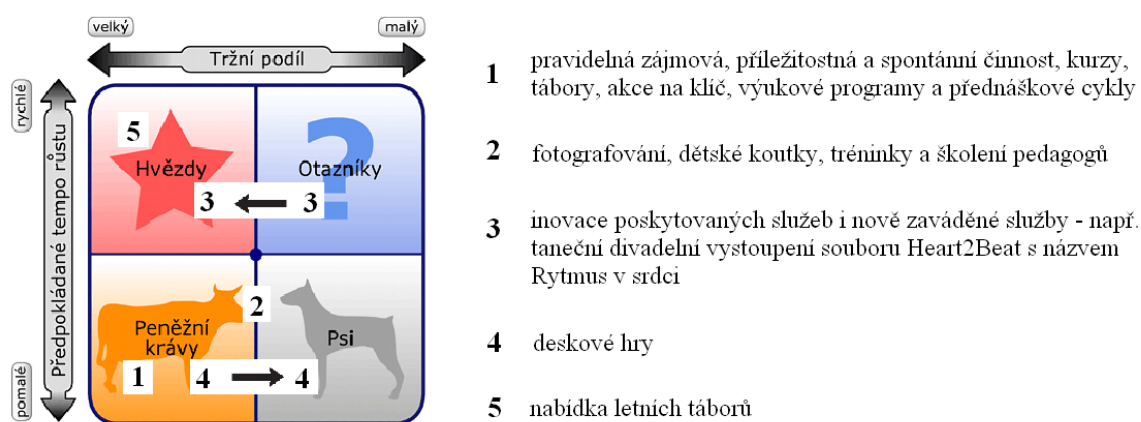 velký
malý
Tržní podíl
rychlé
Předpokládané tempo růstu
pomalé
5
Hvězdy
Otazníky
?
3
3
2
Peněžní
krávy
Psi
1
4
4
1 pravidelná zájmová, příležitostná a spontánní činnost, kurzy,
tábory, akce na klíč, výukové programy a přednáškové cykly
2 fotografování, dětské koutky, tréninky a školení pedagogů
3 inovace poskytovaných služeb i nově zaváděné služby - např.
taneční divadelní vystoupení souboru Heart2Beat s názvem
Rytmus v srdci
4 deskové hry
5 nabídka letních táborů